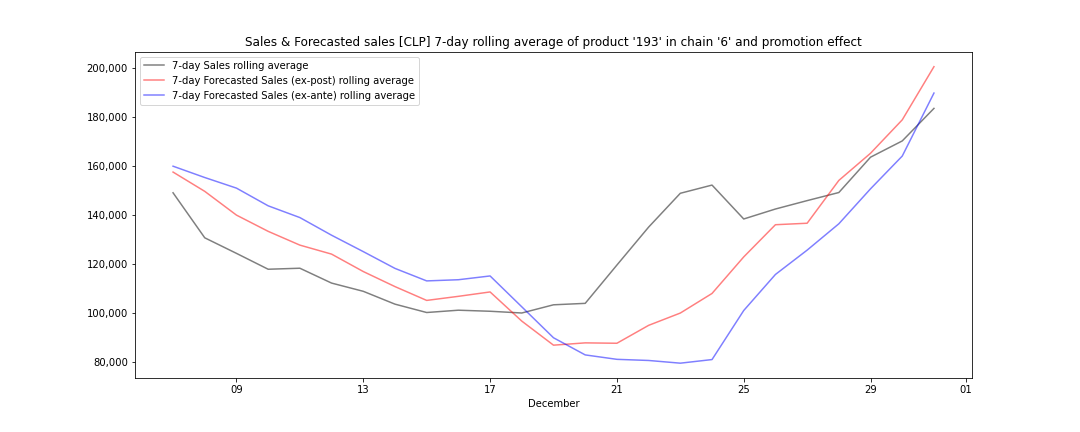 Sales & Forecasted sales [CLP] 7-day rolling average of product '193' in chain '6' and promotion effect
7-day Sales rolling average
7-day Forecasted Sales (ex-post) rolling average
7-day Forecasted Sales (ex-ante) rolling average
200,000
180,000
160,000
140,000
120,000
100,000
80,000
09 13 17 21 25 29 01
December